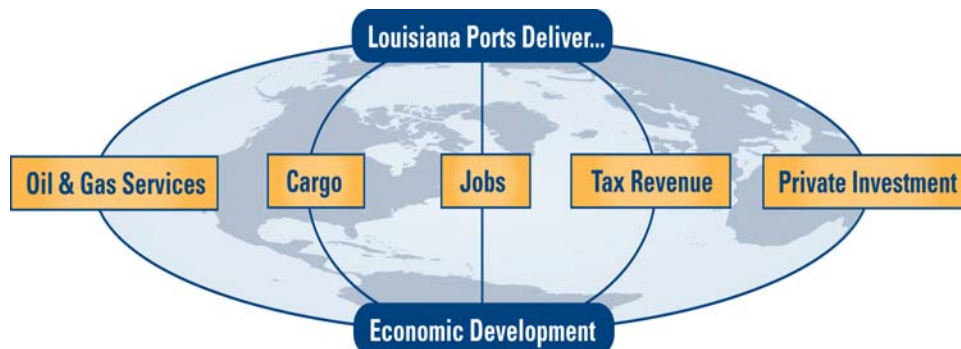 Louisiana Ports Deliver...
Oil & Gas Services
Cargo
Jobs
Tax Revenue
Private Investment
Economic Development